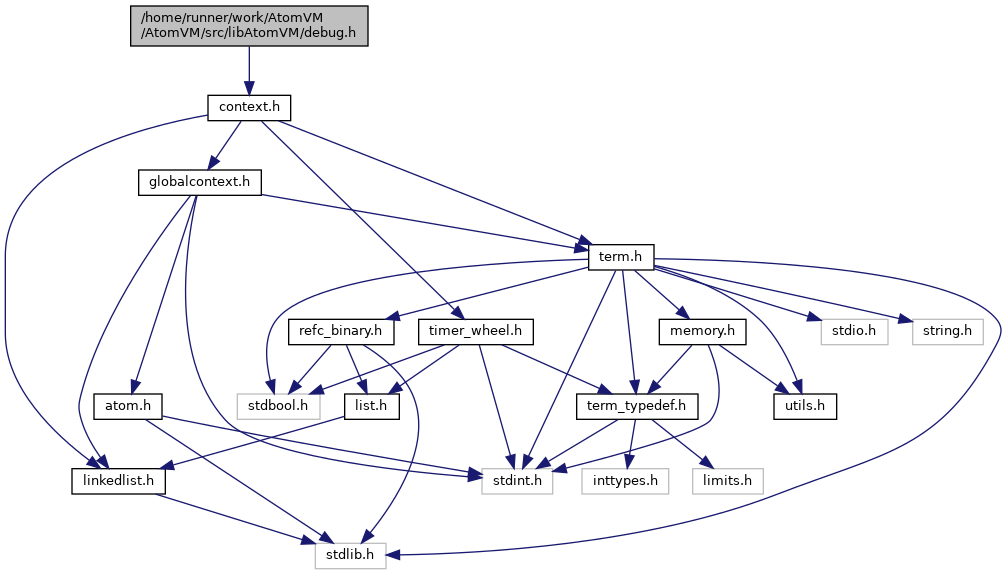 /home/runner/work/AtomVM
/AtomVM/src/libAtomVM/debug.h
context.h
globalcontext.h
term.h
refc_binary.h
timer_wheel.h
memory.h
stdio.h
string.h
stdbool.h
list.h
atom.h
term_typedef.h
utils.h
linkedlist.h
stdint.h
inttypes.h
limits.h
stdlib.h